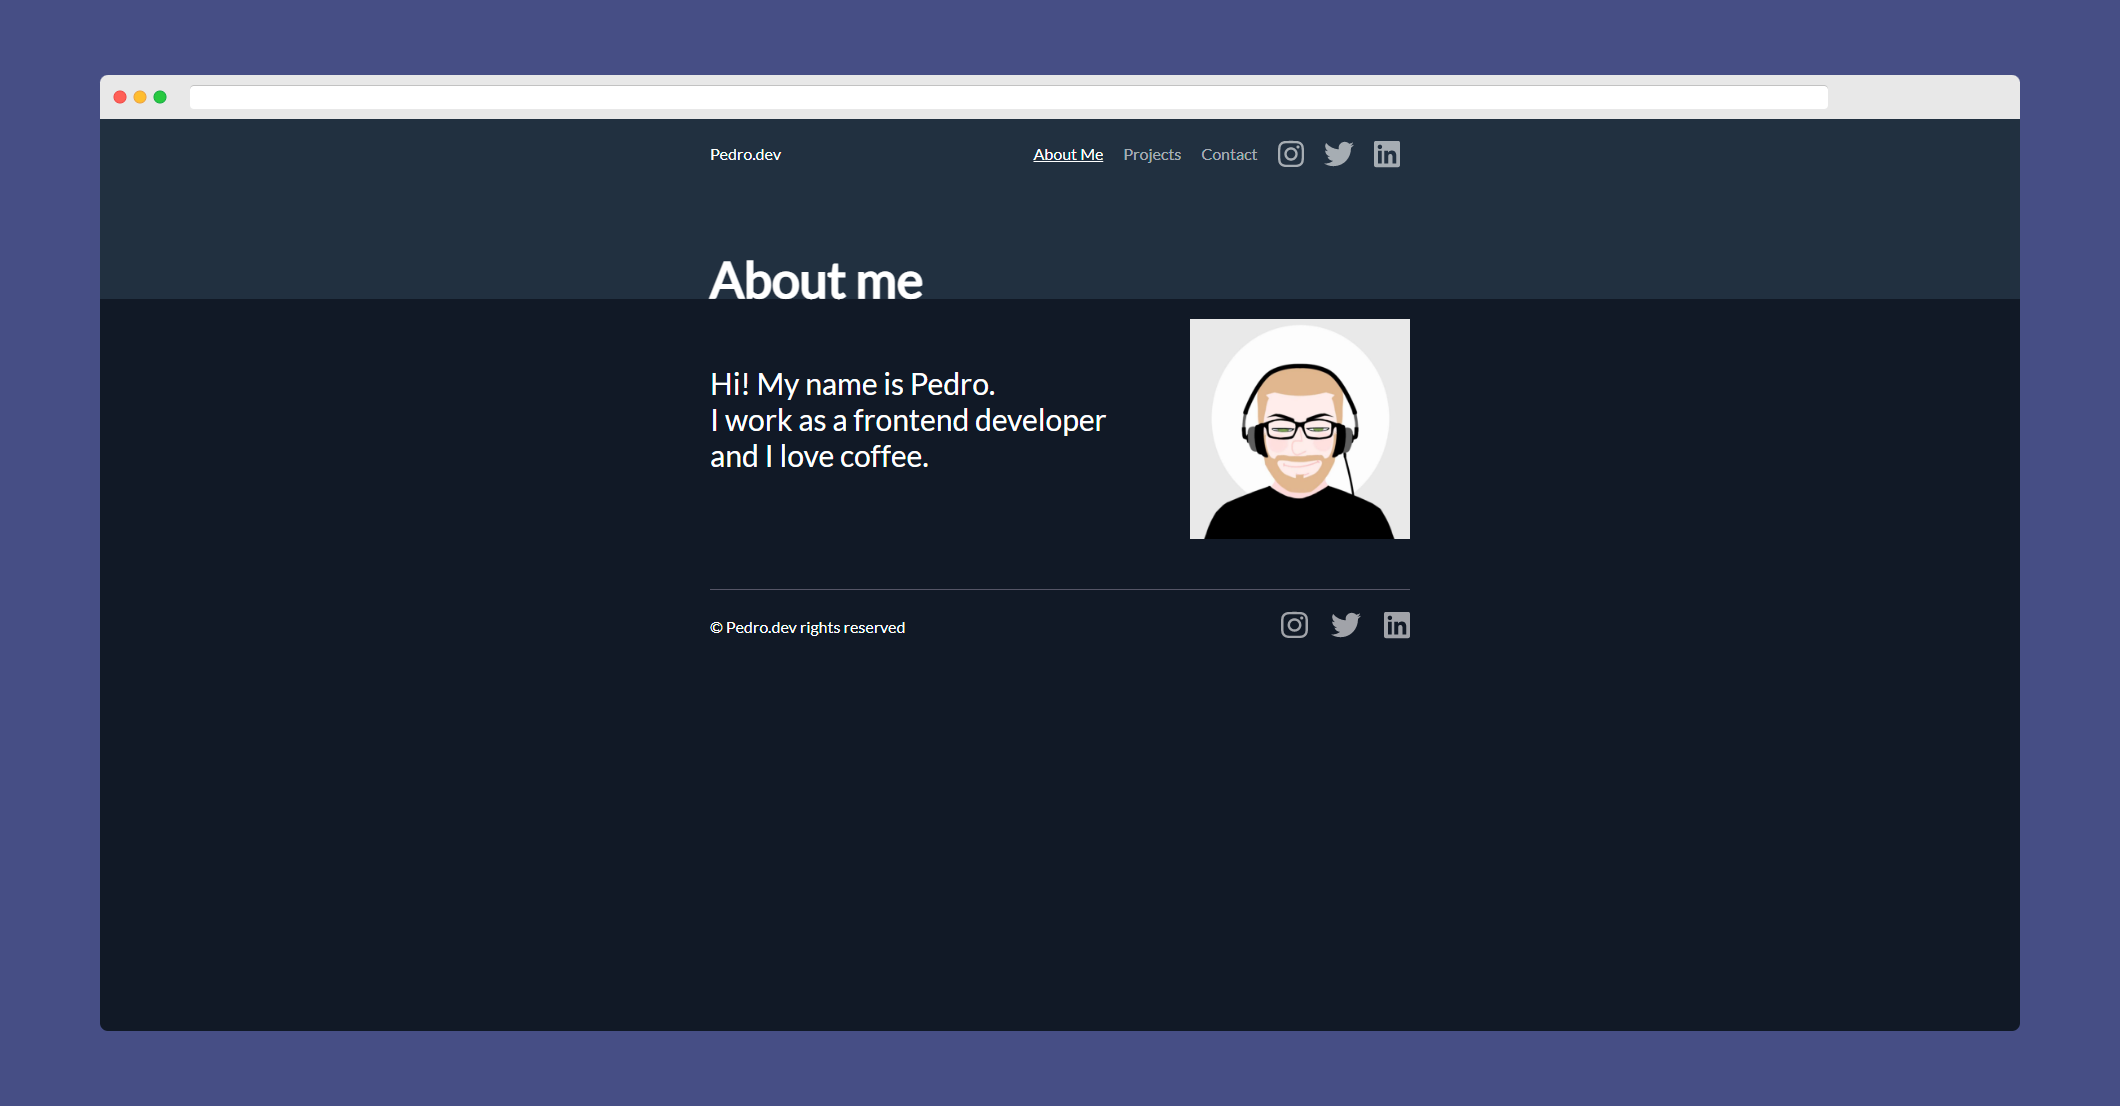 Pedro.dev
About Me
Projects
Contact
About me
Hi! My name is Pedro.
I work as a frontend developer
and I love coffee.
© Pedro.dev rights reserved